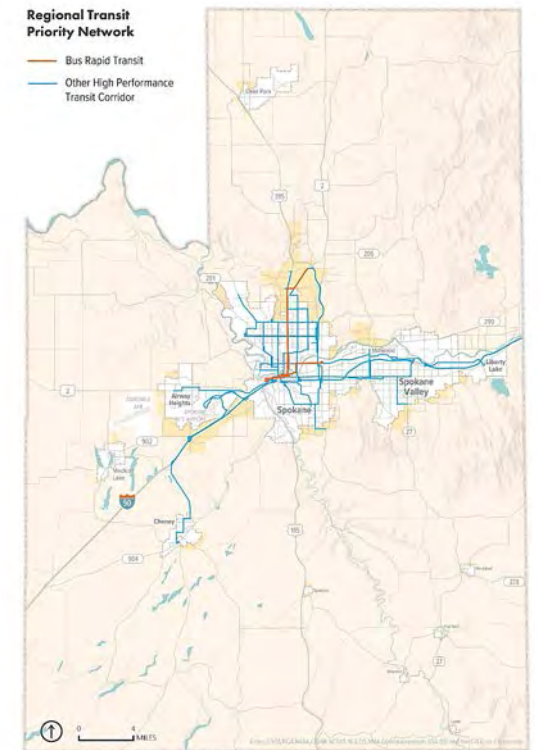 Regional Transit
Priority Network
Bus Rapid Transit
Other High Performance
Transit Corridor
Deer Park
395
2
206
291
290
Millwood
Liberty
Lake
Spokane
Valley
2
Airway
Heights
Spokane
27
902
Medical
Lake
90
Cheney
904
195
27
0
4
MILES